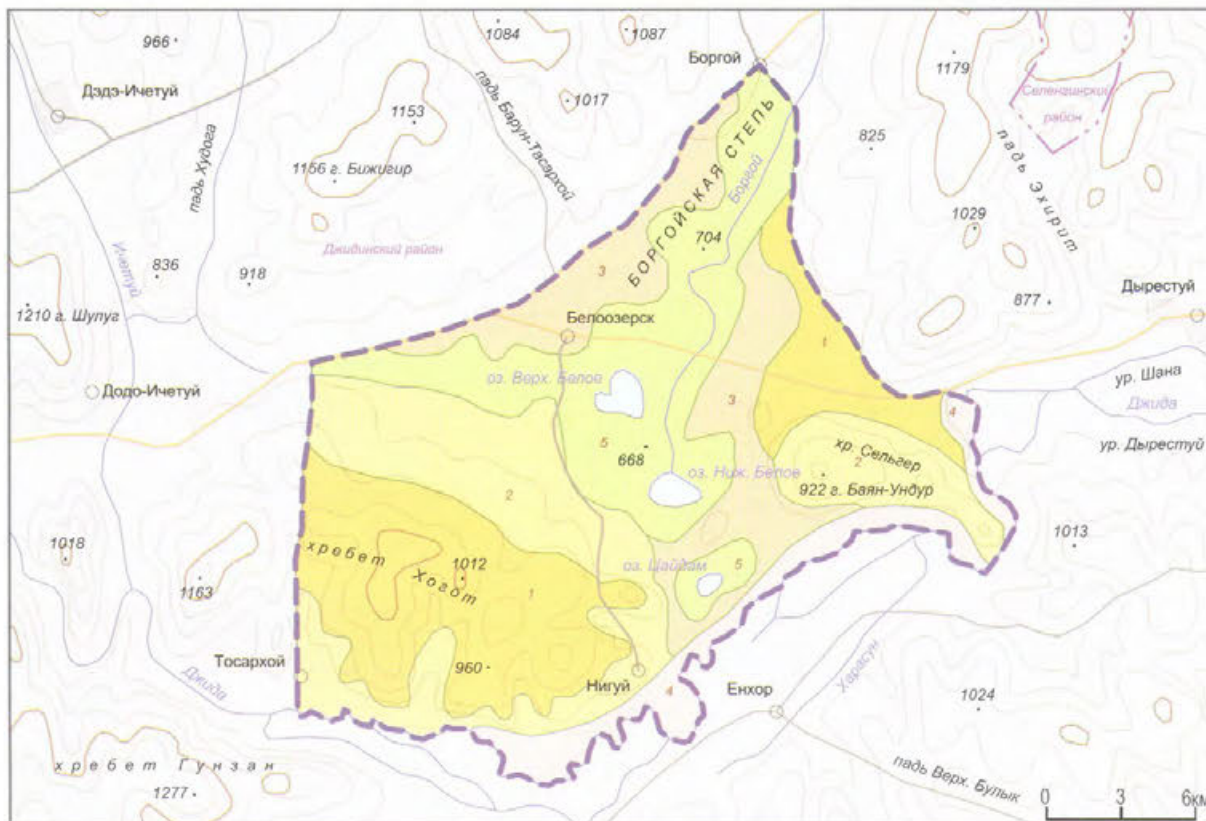 966
1084
1087
Боргой
1179
Селенгинский
район
Дэдэ-Ичетуй
1153
1017
падь Барун-Тасархой
825
падь Худога
1156 г. Бижигир
БОРГОЙСКАЯ СТЕПЬ
Боргой
падь Эхирит
1029
704
Ичетуй
Джидинский район
836
918
3
877
Дырестуй
1210 г. Шулуг
Белоозерск
1
ур. Шана
Додо-Ичетуй
оз. Верх. Белое
3
4
Джида
5
668
хр. Сельгер
2
ур. Дырестуй
оз. Ниж. Белое
922 г. Баян-Ундур
2
1018
хребет Хогот
1012
1163
оз. Цайдам
5
1013
1
Тосархой
960
Нигуй
Джида
4
Енхор
Харасун
1024
хребет Гунзан
1277
падь Верх. Булык
0 3 6км